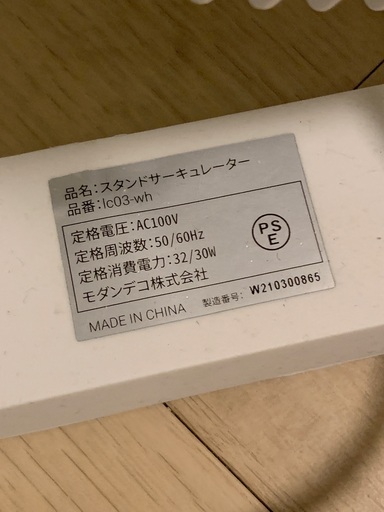 品名:スタンドサーキュレーター
品番:lc03-wh
定格電圧:AC100V
定格周波数:50/60Hz
定格消費電力:32/30W
モダンデコ株式会社
PS
E
MADE IN CHINA
製造番号: W210300865